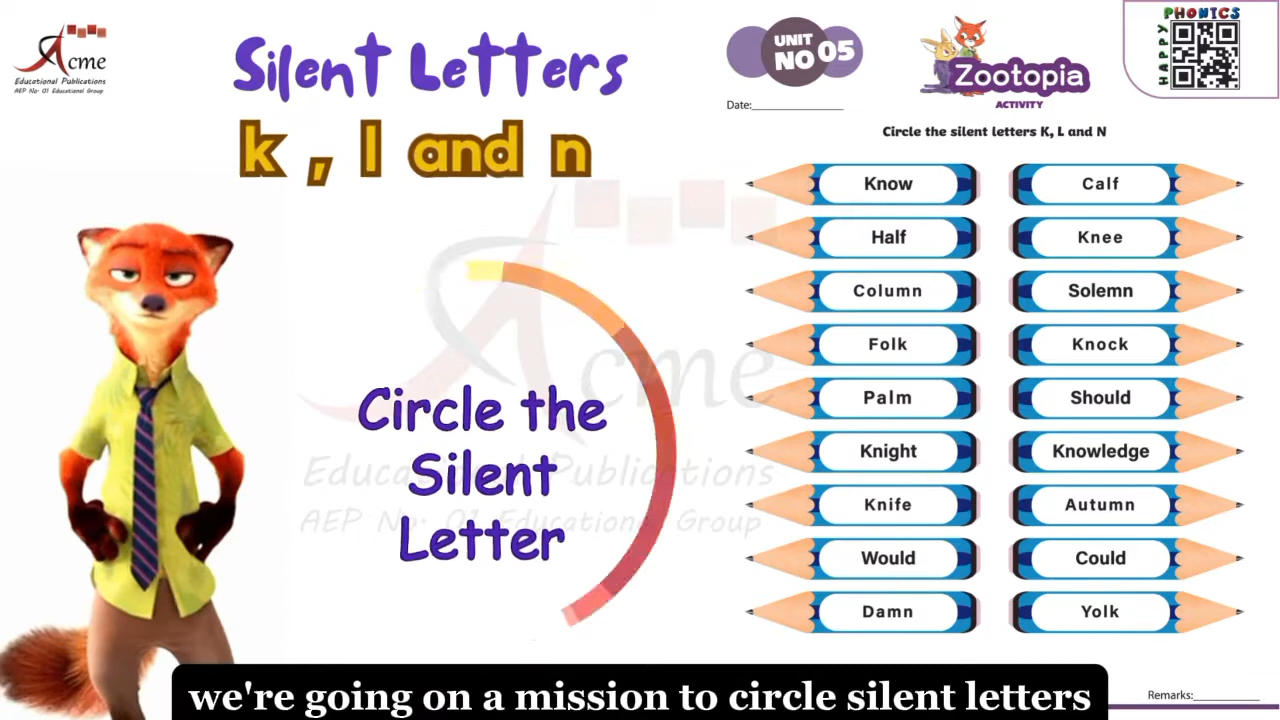 Acme
Educational Publications
AEP No. 01 Educational Group
Silent Letters
k , l and n
UNIT
NO 05
Zootopia
ACTIVITY
HAPPY PHONICS
Date:
Circle the silent letters K, L and N
Know
Calf
Half
Knee
Column
Solemn
Folk
Knock
Palm
Should
Knight
Knowledge
Knife
Autumn
Would
Could
Damn
Yolk
Acme
Educational Publications
AEP No. 01 Educational Group
Circle the
Silent
Letter
we're going on a mission to circle silent letters
Remarks: